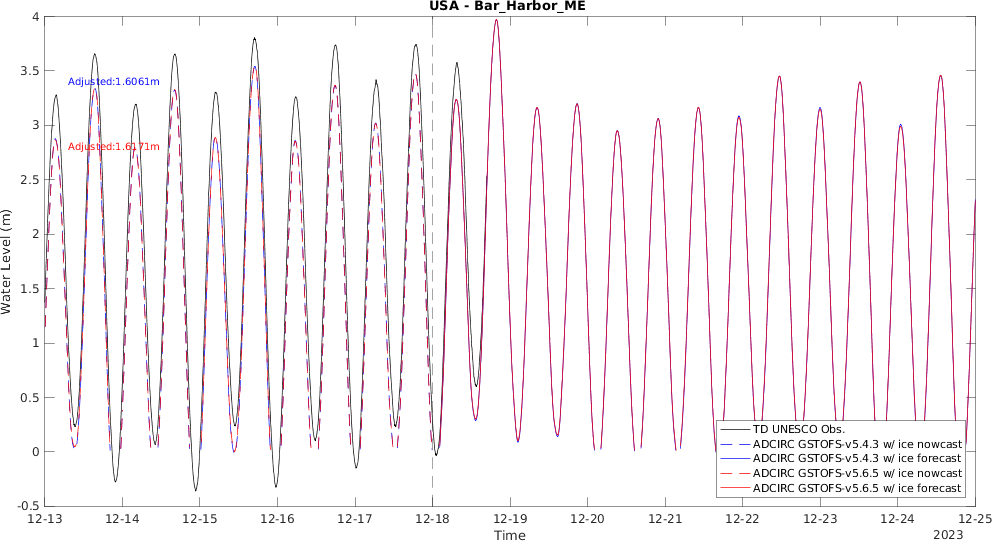 USA - Bar_Harbor_ME
4
3.5
3
2.5
2
1.5
1
0.5
0
-0.5
Water Level (m)
Adjusted:1.6061m
Adjusted:1.6171m
TD UNESCO Obs.
ADCIRC GSTOFS-v5.4.3 w/ ice nowcast
ADCIRC GSTOFS-v5.4.3 w/ ice forecast
ADCIRC GSTOFS-v5.6.5 w/ ice nowcast
ADCIRC GSTOFS-v5.6.5 w/ ice forecast
12-13 12-14 12-15 12-16 12-17 12-18 12-19 12-20 12-21 12-22 12-23 12-24 12-25
Time
2023